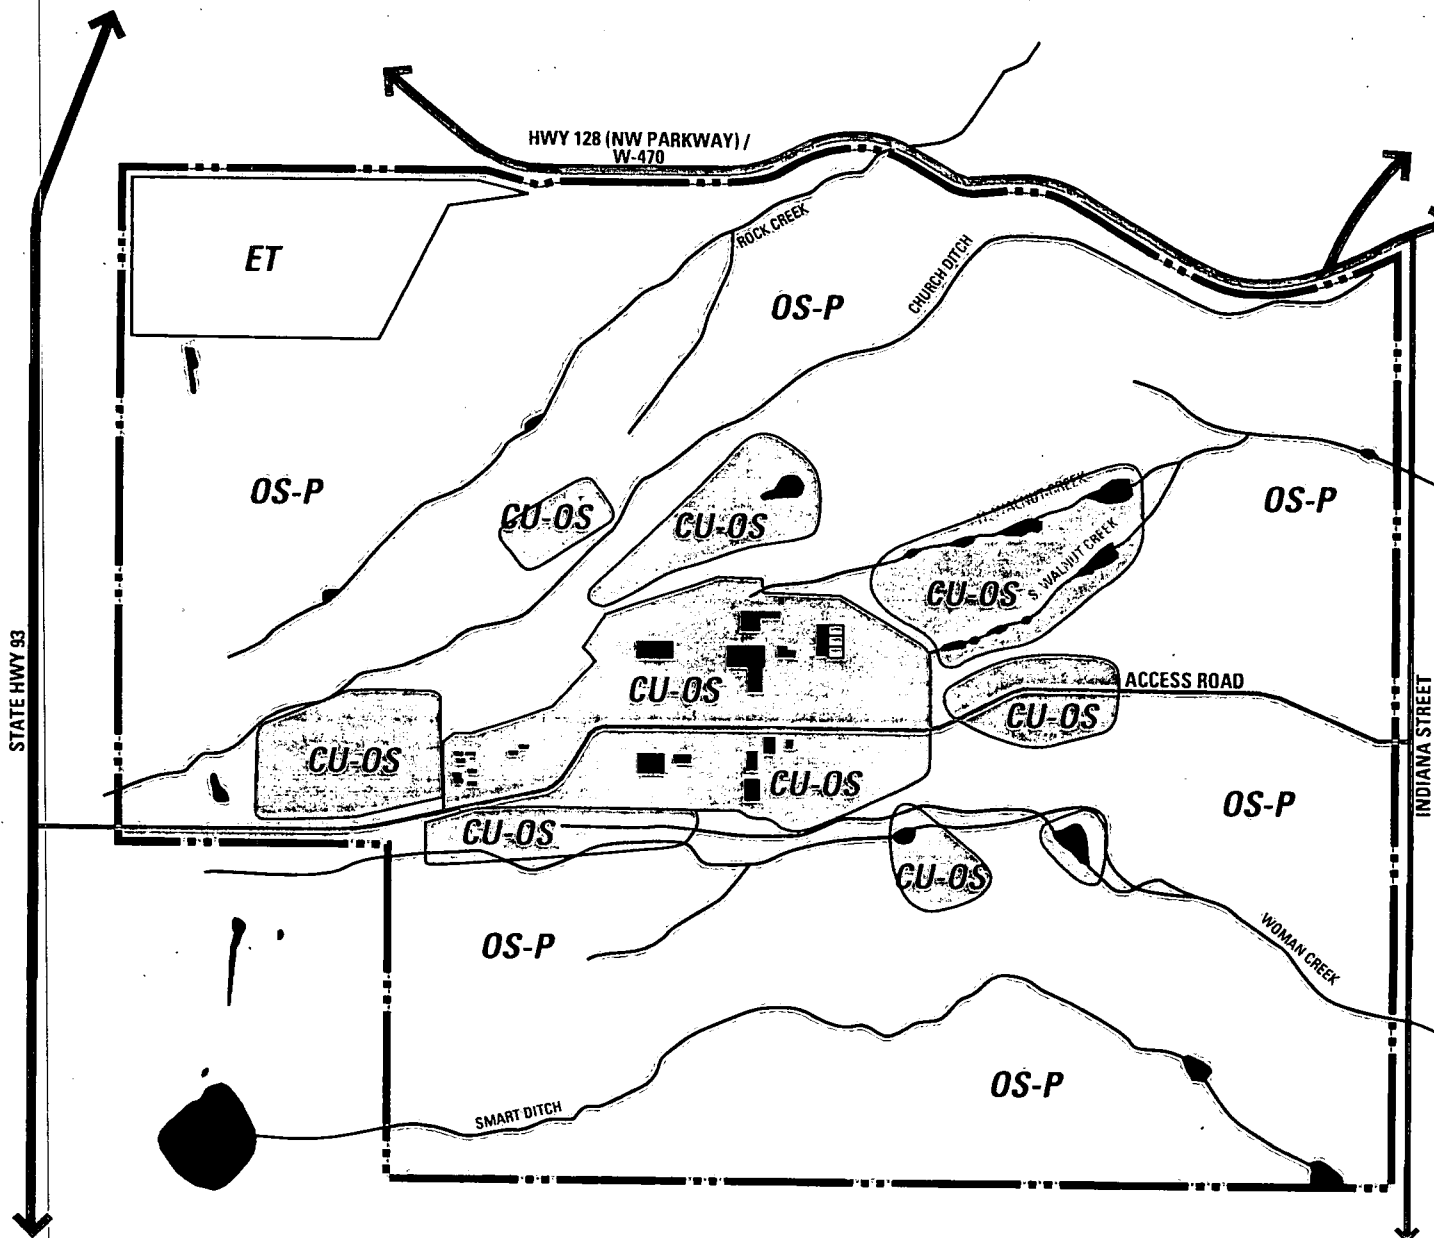 HWY 128 (NW PARKWAY) /
W-470
ROCK CREEK
CHURCH DITCH
ET
OS-P
OS-P
OS-P
CU-OS
CU-OS
N. WALNUT CREEK
S. WALNUT CREEK
CU-OS
CU-OS
ACCESS ROAD
CU-OS
STATE HWY 93
INDIANA STREET
CU-OS
CU-OS
OS-P
CU-OS
CU-OS
WOMAN CREEK
OS-P
OS-P
SMART DITCH